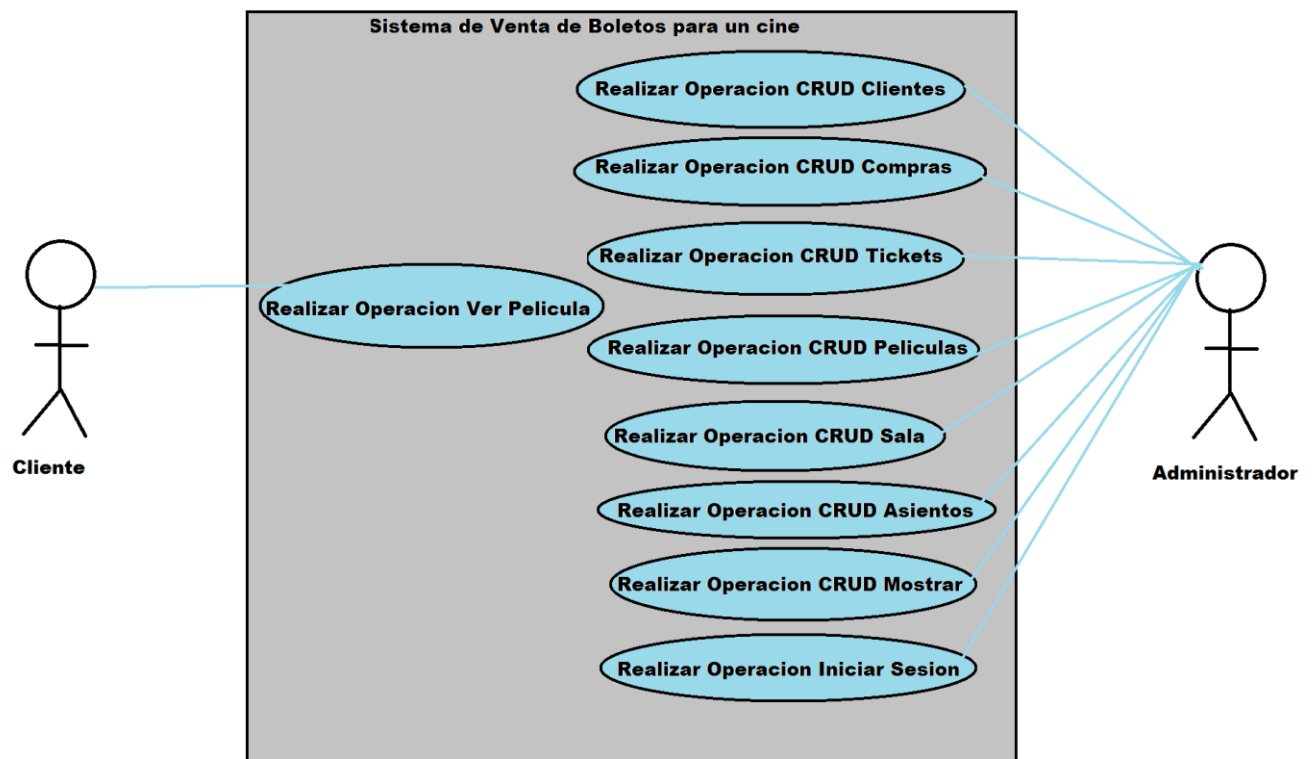 Sistema de Venta de Boletos para un cine
Realizar Operacion CRUD Clientes
Realizar Operacion CRUD Compras
Realizar Operacion CRUD Tickets
Realizar Operacion Ver Pelicula
Realizar Operacion CRUD Peliculas
Realizar Operacion CRUD Sala
Cliente
Administrador
Realizar Operacion CRUD Asientos
Realizar Operacion CRUD Mostrar
Realizar Operacion Iniciar Sesion